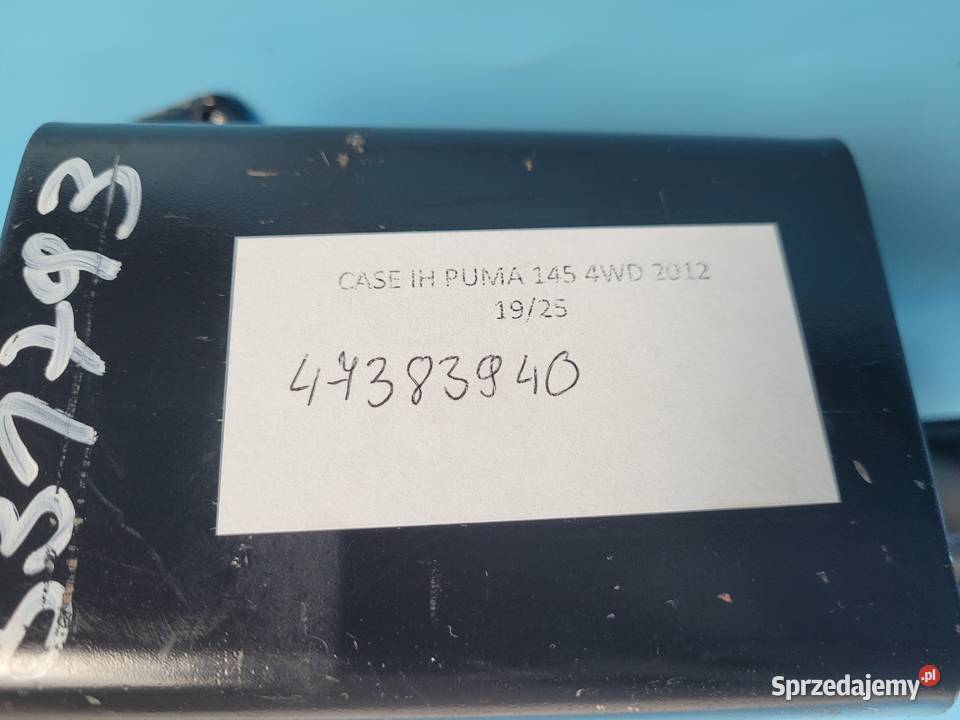 CASE IH PUMA 145 4WD 2012
19/25
47383940
Sprzedajemy.pl